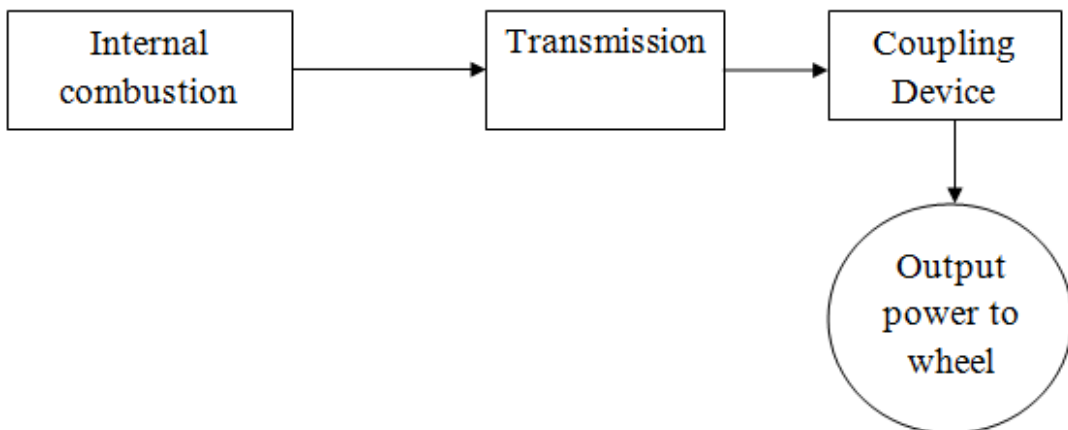 Internal
combustion
Transmission
Coupling
Device
Output
power to
wheel